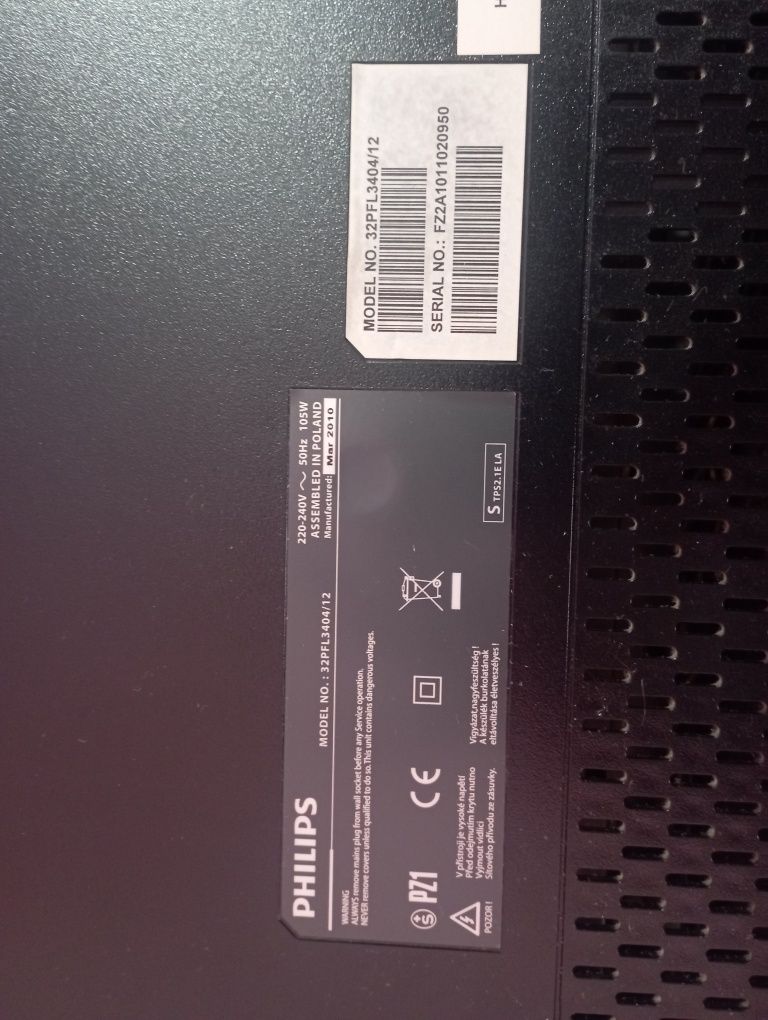 PHILIPS
MODEL NO. : 32PFL3404/12
220-240V ~ 50Hz 105W
ASSEMBLED IN POLAND
Manufactured: Mar 2010
WARNING
ALWAYS remove mains plug from wall socket before any Service operation.
NEVER remove covers unless qualified to do so. This unit contains dangerous voltages.
S PZ1 CE
POZOR !
V přístroji je vysoké napětí
Před odejmutím krytu nutno
Vyjmout vidlici
Síťového přívodu ze zásuvky.
Vigyázat,nagyfeszültség !
A készülék burkolatának
eltávolítása életveszélyes !
S TPS2.1E LA
MODEL NO. 32PFL3404/12
SERIAL NO.: FZ2A1011020950
H